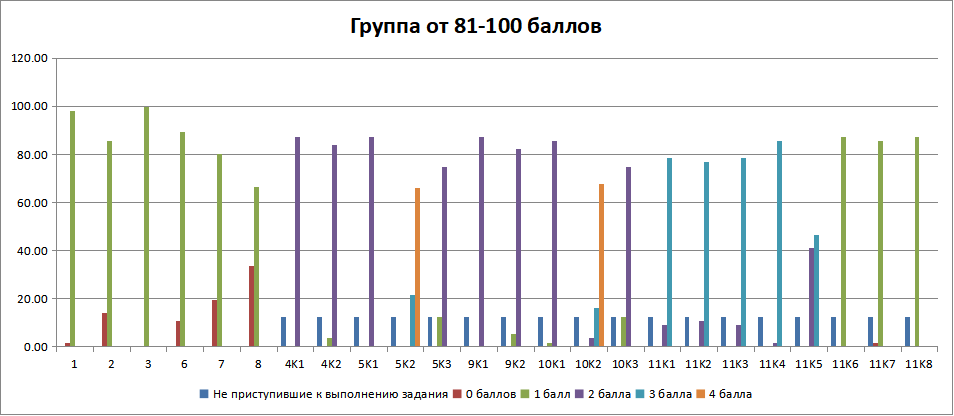 Группа от 81-100 баллов
120.00
100.00
80.00
60.00
40.00
20.00
0.00
1 2 3 6 7 8 4К1 4К2 5К1 5К2 5К3 9К1 9К2 10К1 10К2 10К3 11К1 11К2 11К3 11К4 11К5 11К6 11К7 11К8
Не приступившие к выполнению задания 0 баллов 1 балл 2 балла 3 балла 4 балла